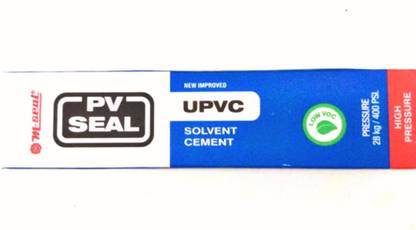 M-SEAL
PV
SEAL
NEW IMPROVED
UPVC
SOLVENT
CEMENT
LOW VOC
PRESSURE
28 kg / 400 PSI.
HIGH
PRESSURE